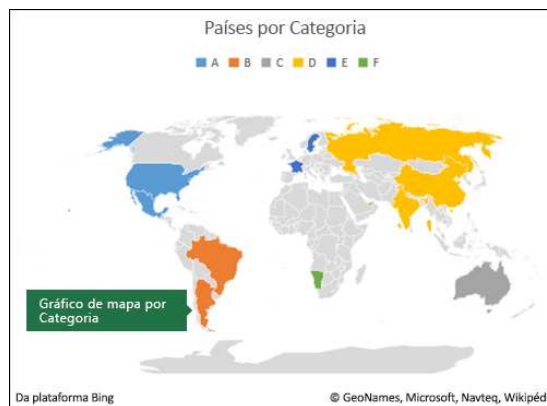 Países por Categoria
A B C D E F
Gráfico de mapa por
Categoria
Da plataforma Bing
© GeoNames, Microsoft, Navteq, Wikipéd